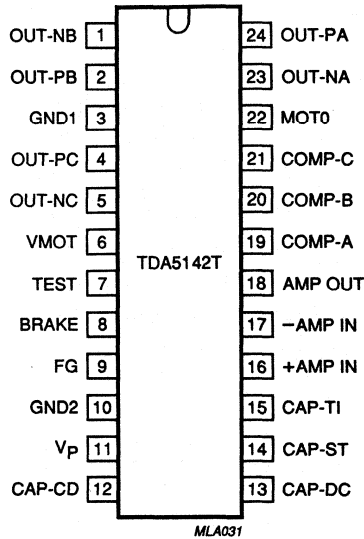 OUT-NB 1
OUT-PB 2
GND1 3
OUT-PC 4
OUT-NC 5
VMOT 6
TEST 7
BRAKE 8
FG 9
GND2 10
VP 11
CAP-CD 12
TDA5142T
24 OUT-PA
23 OUT-NA
22 MOT0
21 COMP-C
20 COMP-B
19 COMP-A
18 AMP OUT
17 −AMP IN
16 +AMP IN
15 CAP-TI
14 CAP-ST
13 CAP-DC
MLA031